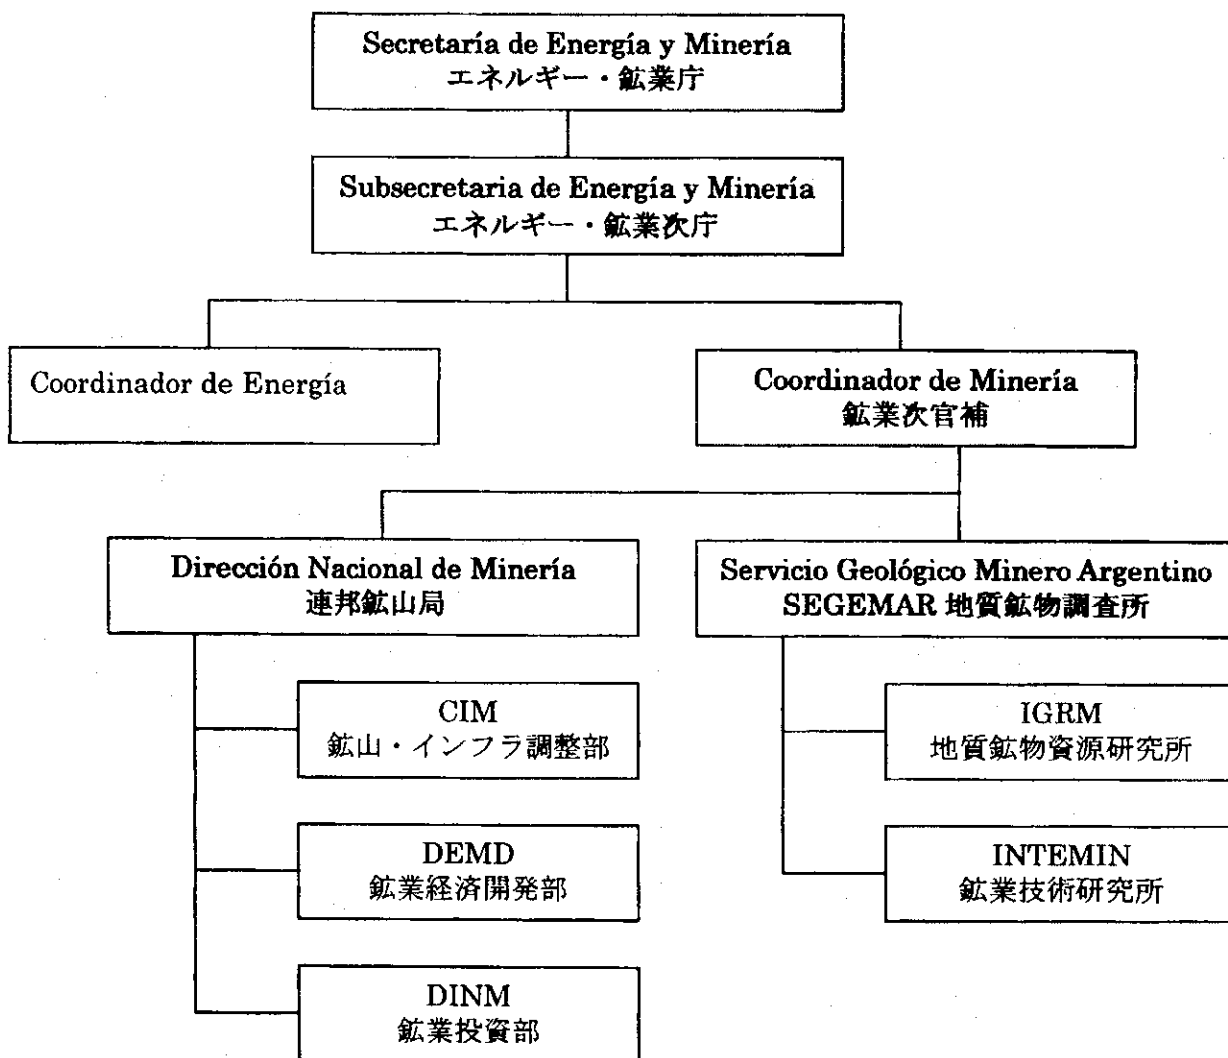 Secretaría de Energía y Minería
エネルギー・鉱業庁
Subsecretaria de Energía y Minería
エネルギー・鉱業次庁
Coordinador de Energía
Coordinador de Minería
鉱業次官補
Dirección Nacional de Minería
連邦鉱山局
Servicio Geológico Minero Argentino
SEGEMAR 地質鉱物調査所
CIM
鉱山・インフラ調整部
IGRM
地質鉱物資源研究所
DEMD
鉱業経済開発部
INTEMIN
鉱業技術研究所
DINM
鉱業投資部